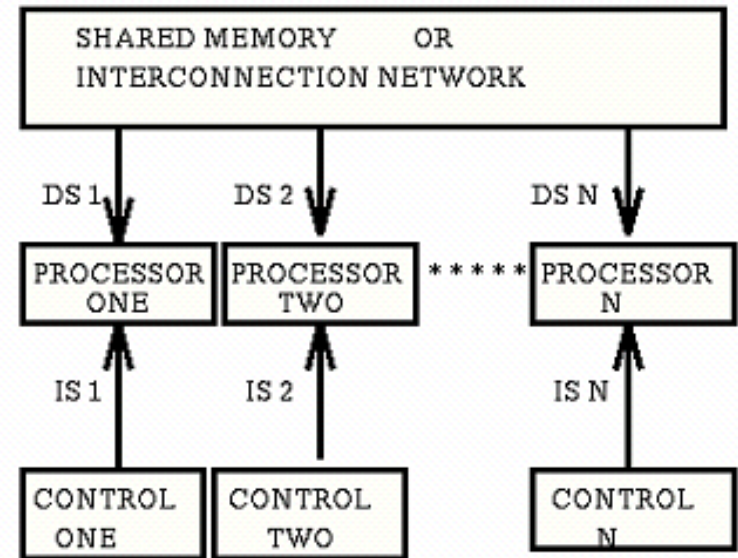 SHARED MEMORY OR
INTERCONNECTION NETWORK
DS 1
DS 2
DS N
PROCESSOR
ONE
PROCESSOR
TWO
*****
PROCESSOR
N
IS 1
IS 2
IS N
CONTROL
ONE
CONTROL
TWO
CONTROL
N